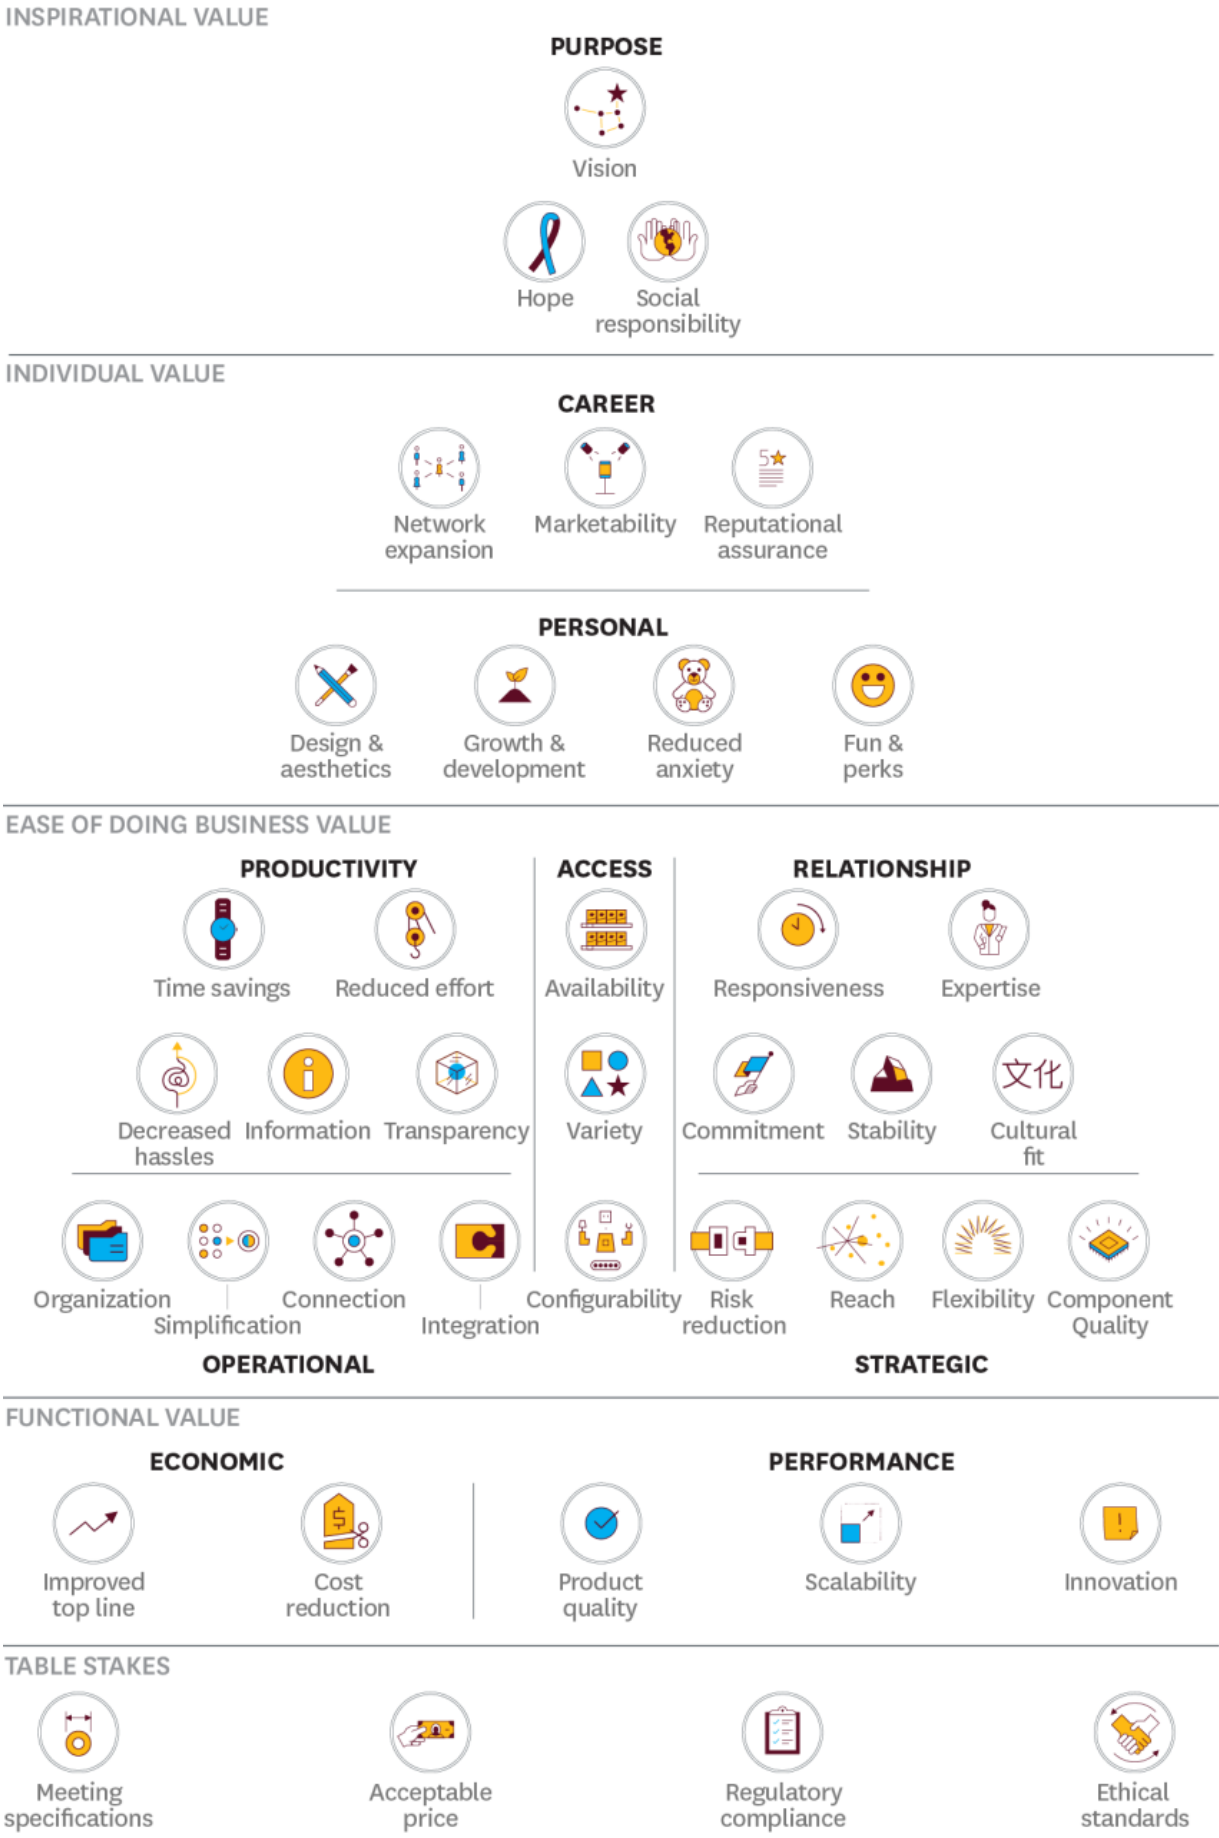 INSPIRATIONAL VALUE
PURPOSE
Vision
Hope
Social
responsibility
INDIVIDUAL VALUE
CAREER
5
Network
expansion
Marketability
Reputational
assurance
PERSONAL
Design &
aesthetics
Growth &
development
Reduced
anxiety
Fun &
perks
EASE OF DOING BUSINESS VALUE
PRODUCTIVITY
Time savings
Reduced effort
Decreased
hassles
Information
Transparency
ACCESS
Availability
Variety
Configurability
RELATIONSHIP
Responsiveness
Expertise
Commitment
Stability
文化
Cultural
fit
Organization
Simplification
Connection
Integration
OPERATIONAL
Risk
reduction
Reach
Flexibility
Component
Quality
STRATEGIC
FUNCTIONAL VALUE
ECONOMIC
Improved
top line
$
Cost
reduction
PERFORMANCE
Product
quality
Scalability
!
Innovation
TABLE STAKES
Meeting
specifications
Acceptable
price
Regulatory
compliance
Ethical
standards